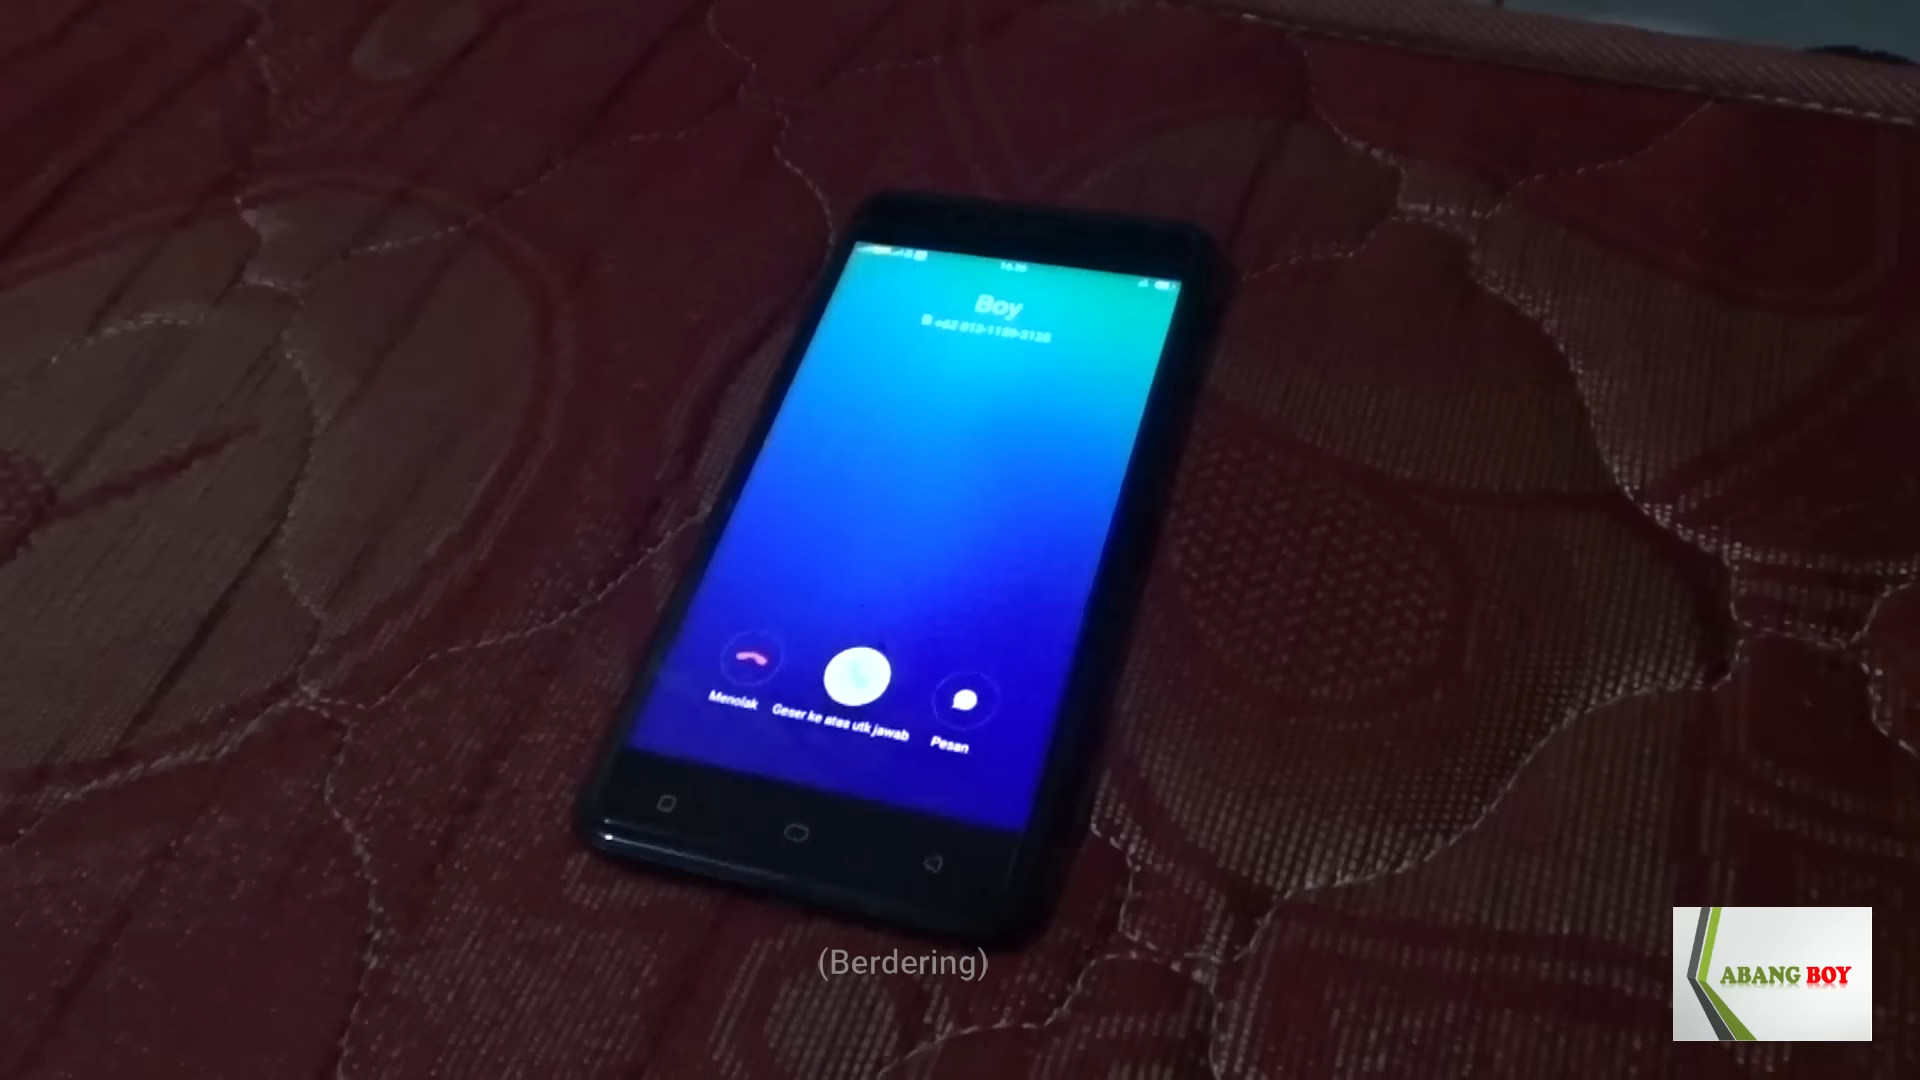 Boy
Menolak
Geser ke atas utk jawab
Pesan
(Berdering)
ABANG BOY